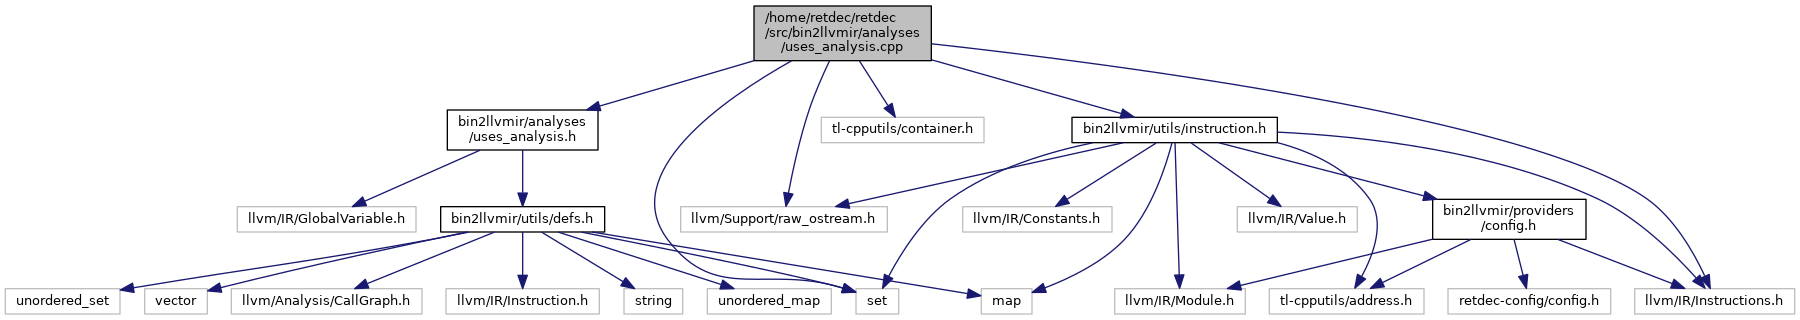 /home/retdec/retdec
/src/bin2llvmir/analyses
/uses_analysis.cpp
bin2llvmir/analyses
/uses_analysis.h
tl-cpputils/container.h
bin2llvmir/utils/instruction.h
llvm/IR/GlobalVariable.h
bin2llvmir/utils/defs.h
llvm/Support/raw_ostream.h
llvm/IR/Constants.h
llvm/IR/Value.h
bin2llvmir/providers
/config.h
unordered_set
vector
llvm/Analysis/CallGraph.h
llvm/IR/Instruction.h
string
unordered_map
set
map
llvm/IR/Module.h
tl-cpputils/address.h
retdec-config/config.h
llvm/IR/Instructions.h